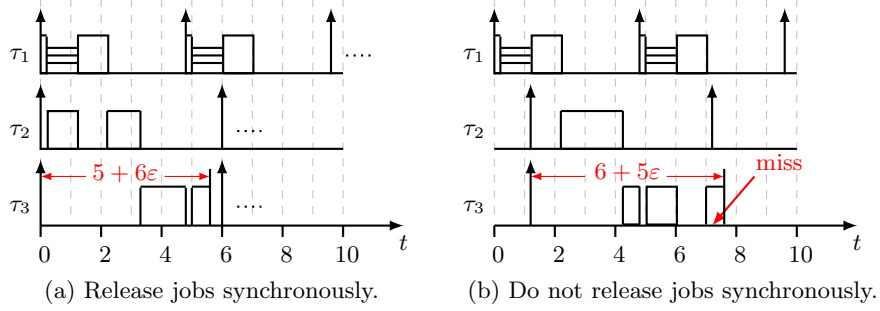 τ1
τ1
....
τ2
τ2
....
5 + 6ε
6 + 5ε
miss
τ3
τ3
....
0 2 4 6 8 10 t
0 2 4 6 8 10 t
(a) Release jobs synchronously.
(b) Do not release jobs synchronously.